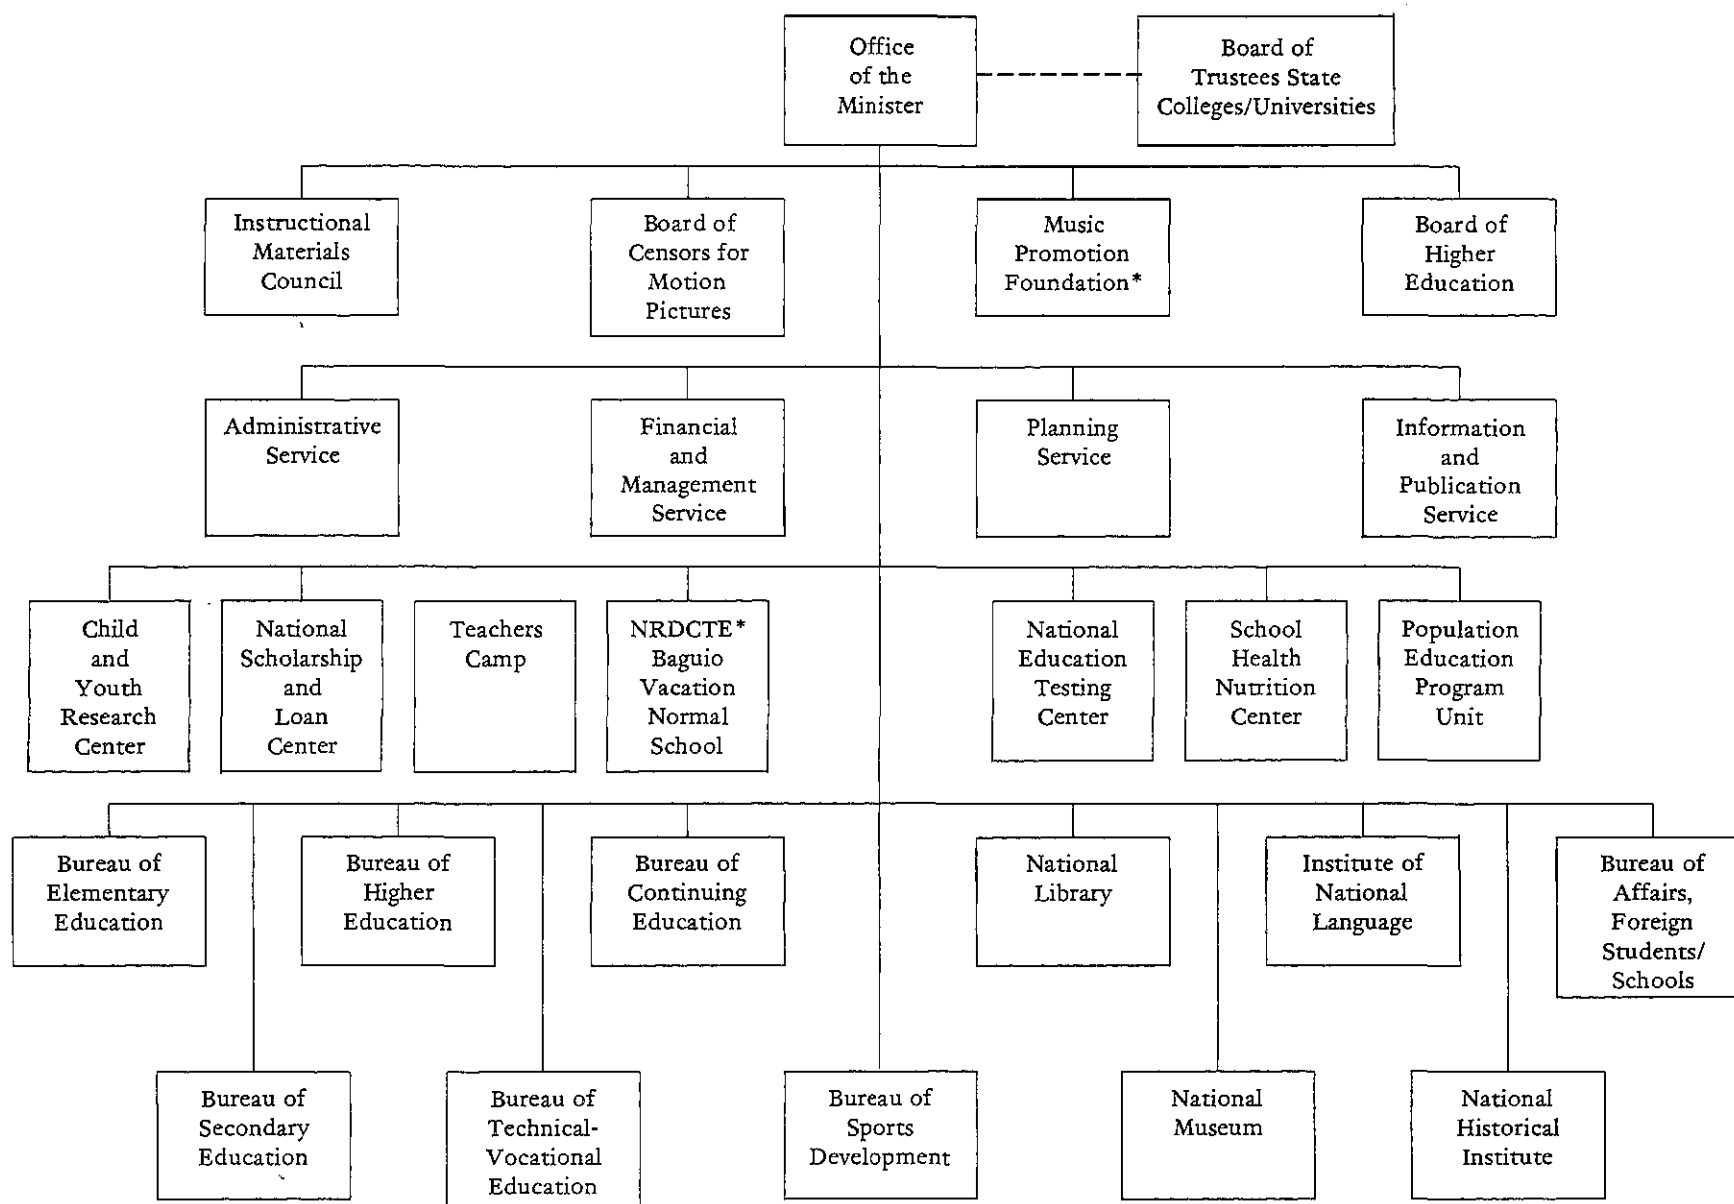 Office
of the
Minister
Board of
Trustees State
Colleges/Universities
Instructional
Materials
Council
Board of
Censors for
Motion
Pictures
Music
Promotion
Foundation*
Board of
Higher
Education
Administrative
Service
Financial
and
Management
Service
Planning
Service
Information
and
Publication
Service
Child
and
Youth
Research
Center
National
Scholarship
and
Loan
Center
Teachers
Camp
NRDCTE*
Baguio
Vacation
Normal
School
National
Education
Testing
Center
School
Health
Nutrition
Center
Population
Education
Program
Unit
Bureau of
Elementary
Education
Bureau of
Higher
Education
Bureau of
Continuing
Education
National
Library
Institute of
National
Language
Bureau of
Affairs,
Foreign
Students/
Schools
Bureau of
Secondary
Education
Bureau of
Technical-
Vocational
Education
Bureau of
Sports
Development
National
Museum
National
Historical
Institute